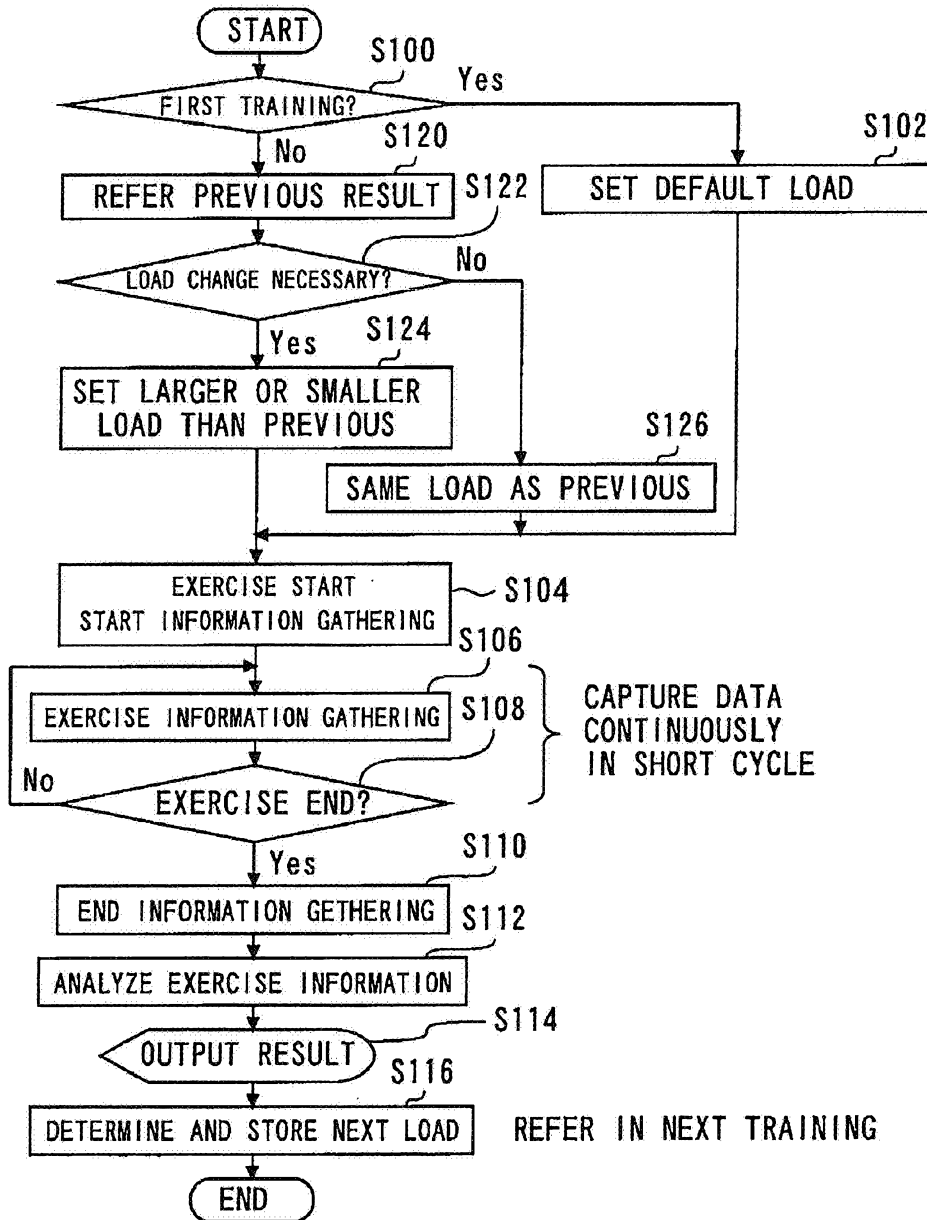 START
S100
FIRST TRAINING?
Yes
No
S120
S102
REFER PREVIOUS RESULT
SET DEFAULT LOAD
S122
LOAD CHANGE NECESSARY?
No
Yes
S124
SET LARGER OR SMALLER
LOAD THAN PREVIOUS
S126
SAME LOAD AS PREVIOUS
EXERCISE START
START INFORMATION GATHERING
S104
S106
EXERCISE INFORMATION GATHERING
S108
CAPTURE DATA
CONTINUOUSLY
IN SHORT CYCLE
No
EXERCISE END?
Yes
S110
END INFORMATION GETHERING
S112
ANALYZE EXERCISE INFORMATION
S114
OUTPUT RESULT
S116
DETERMINE AND STORE NEXT LOAD
REFER IN NEXT TRAINING
END